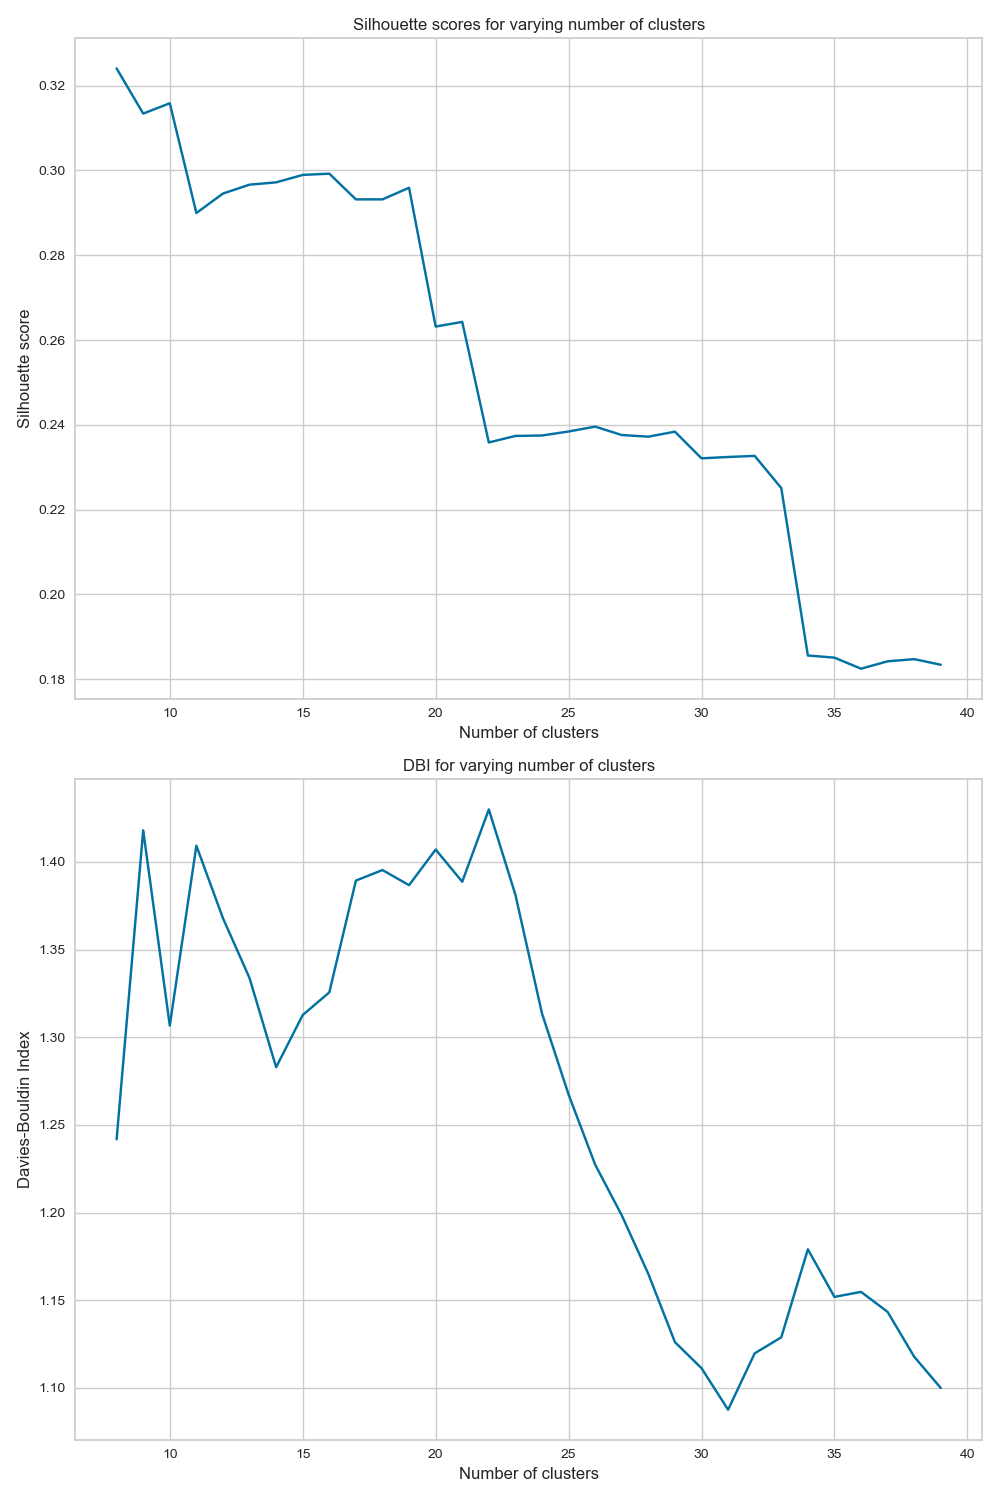 Silhouette scores for varying number of clusters
0.32
0.30
0.28
0.26
0.24
0.22
0.20
0.18
Silhouette score
10 15 20 25 30 35 40
Number of clusters
DBI for varying number of clusters
1.40
1.35
1.30
1.25
1.20
1.15
1.10
Davies-Bouldin Index
10 15 20 25 30 35 40
Number of clusters